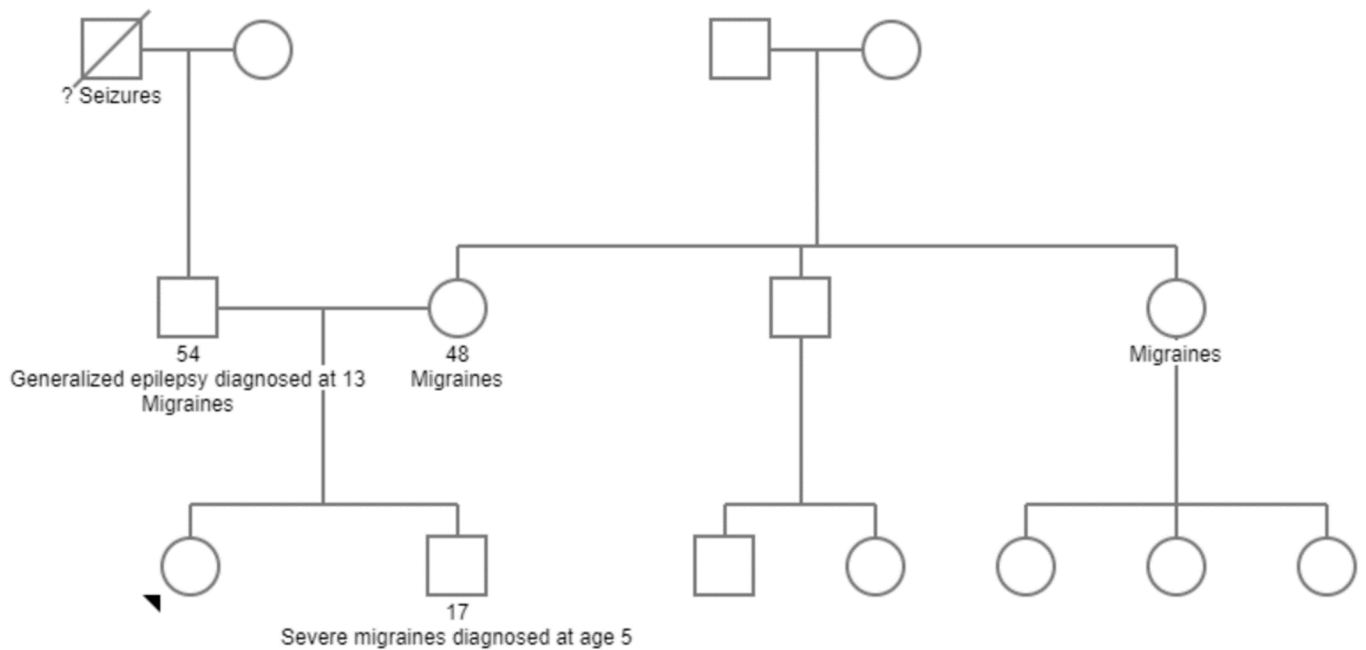 ? Seizures
54
Generalized epilepsy diagnosed at 13
Migraines
48
Migraines
Migraines
17
Severe migraines diagnosed at age 5